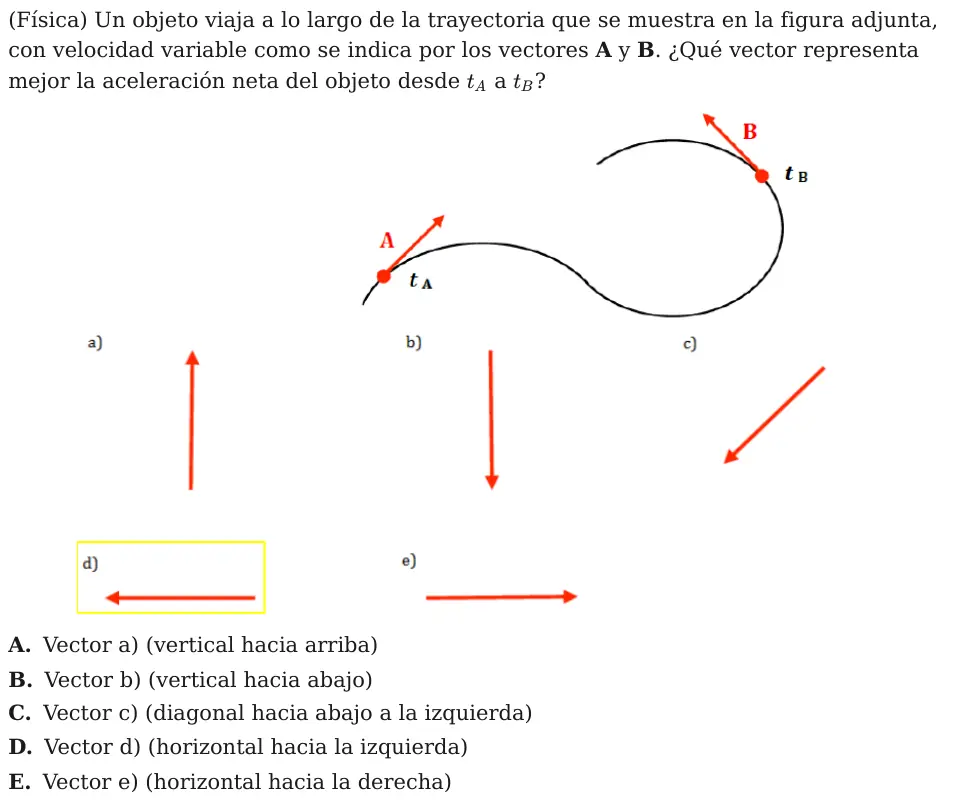 (Física) Un objeto viaja a lo largo de la trayectoria que se muestra en la figura adjunta,
con velocidad variable como se indica por los vectores A y B. ¿Qué vector representa
mejor la aceleración neta del objeto desde t_A a t_B?
B
t B
A
t A
a)
b)
c)
d)
e)
A. Vector a) (vertical hacia arriba)
B. Vector b) (vertical hacia abajo)
C. Vector c) (diagonal hacia abajo a la izquierda)
D. Vector d) (horizontal hacia la izquierda)
E. Vector e) (horizontal hacia la derecha)